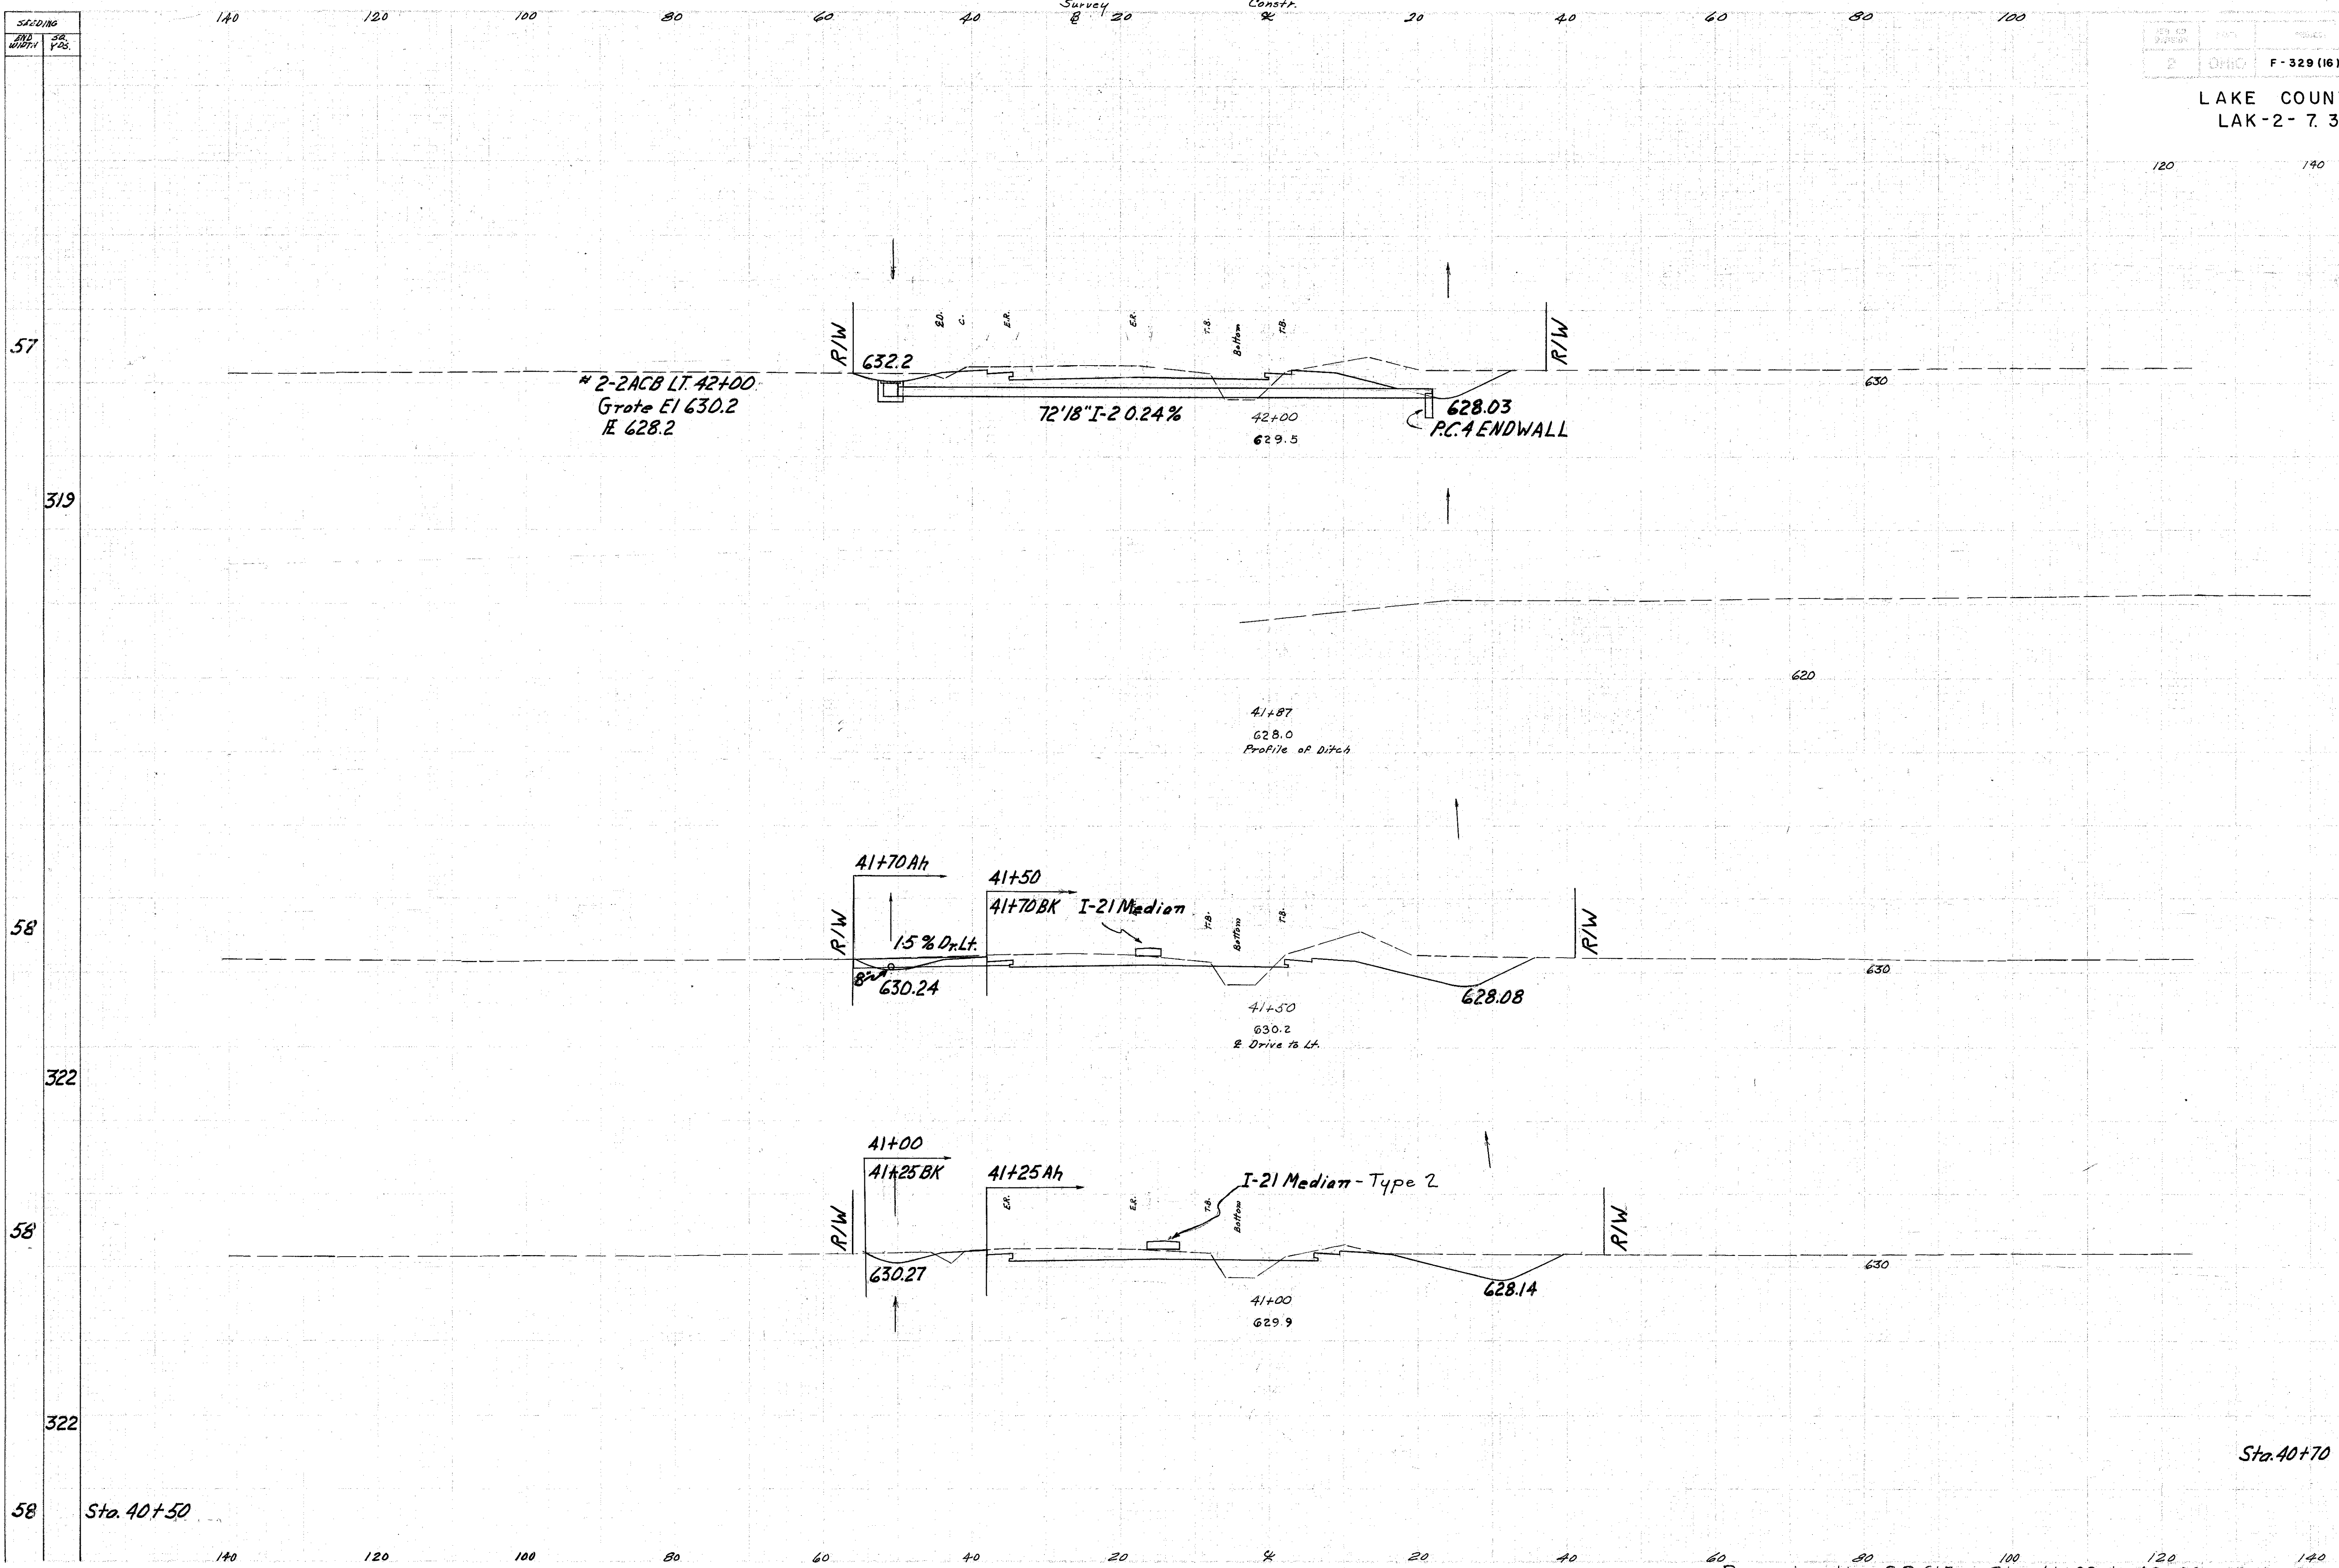 140 120 100 80 60 40 20 20 40 60 80 100
Survey
Constr.
SEEDING
END WIDTH
SQ. YDS.
2 OHIO F-329(16)
LAKE COUN
LAK-2-7.3
120 140
57
R/W
632.2
E.R.
E.R.
T.B.
Bottom
T.B.
R/W
# 2-2ACB LT. 42+00
Grate El 630.2
628.2
72'18" I-2 0.24%
42+00
629.5
628.03
P.C.4 ENDWALL
630
319
620
41+87
628.0
Profile of Ditch
58
41+70 Ah
41+50
41+70 BK
I-21 Median
R/W
1.5% Dr. Lt.
8"
630.24
T.B.
Bottom
T.B.
R/W
628.08
630
41+50
630.2
Drive to Lt.
322
58
41+00
41+25 BK
41+25 Ah
I-21 Median - Type 2
R/W
E.R.
E.R.
T.B.
Bottom
R/W
630.27
628.14
630
41+00
629.9
322
Sta. 40+70
58
Sta. 40+50
140 120 100 80 60 40 20 20 40 60 80 100 120 140